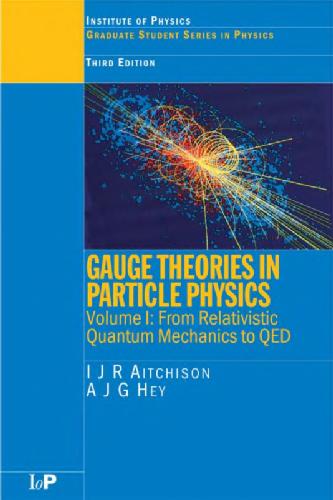 INSTITUTE OF PHYSICS
GRADUATE STUDENT SERIES IN PHYSICS
THIRD EDITION
GAUGE THEORIES IN
PARTICLE PHYSICS
Volume I: From Relativistic
Quantum Mechanics to QED
I J R AITCHISON
A J G HEY
IoP